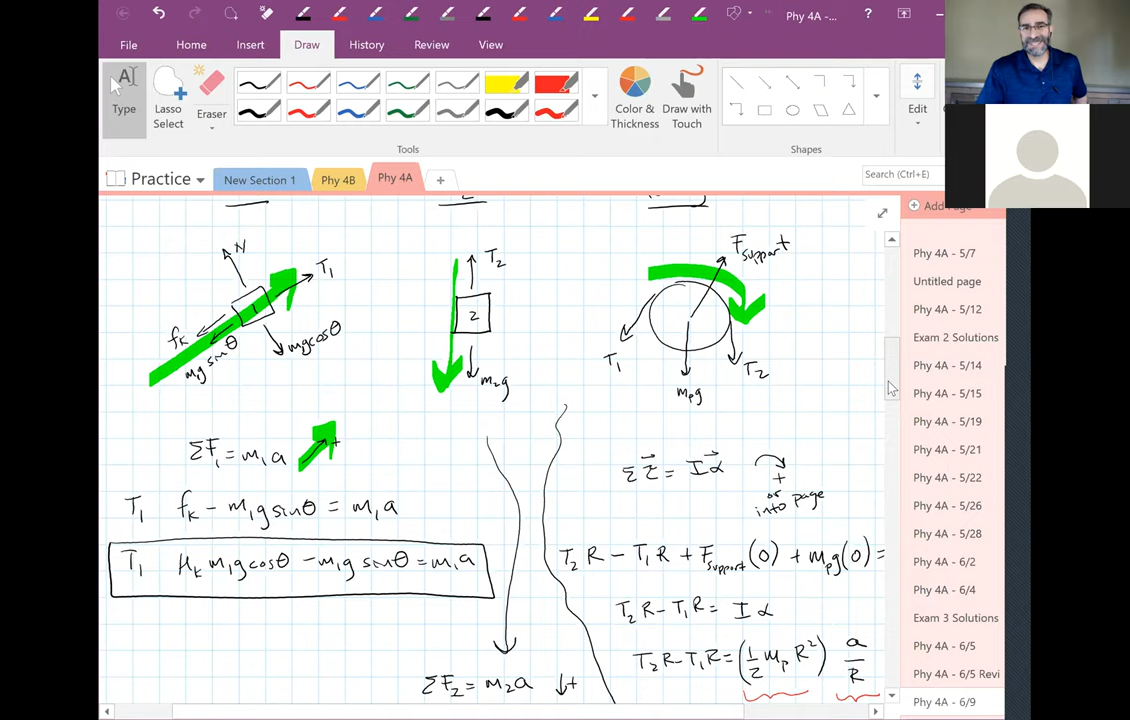 Phy 4A -...
?
File
Home
Insert
Draw
History
Review
View
Type
Lasso Select
Eraser
Color & Thickness
Draw with Touch
Edit
Tools
Shapes
Practice
New Section 1
Phy 4B
Phy 4A
+
Search (Ctrl+E)
Add Page
Phy 4A - 5/7
Untitled page
Phy 4A - 5/12
Exam 2 Solutions
Phy 4A - 5/14
Phy 4A - 5/15
Phy 4A - 5/19
Phy 4A - 5/21
Phy 4A - 5/22
Phy 4A - 5/26
Phy 4A - 5/28
Phy 4A - 6/2
Phy 4A - 6/4
Exam 3 Solutions
Phy 4A - 6/5
Phy 4A - 6/5 Revi
Phy 4A - 6/9
N
T₁
1
fₖ
m₁g sinθ
mgcosθ
T₂
2
m₂g
Fsupport
T₁
T₂
mₚg
ΣF₁ = m₁a +
T₁ fₖ - m₁g sinθ = m₁a
T₁ μₖ m₁g cosθ - m₁g sinθ = m₁a
ΣF₂ = m₂a ↓+
Στ⃗ = Iα⃗
+
or
into page
T₂R - T₁R + Fsupport(0) + mₚg(0) =
T₂R - T₁R = Iα
T₂R - T₁R = (½ mₚR²) a/R